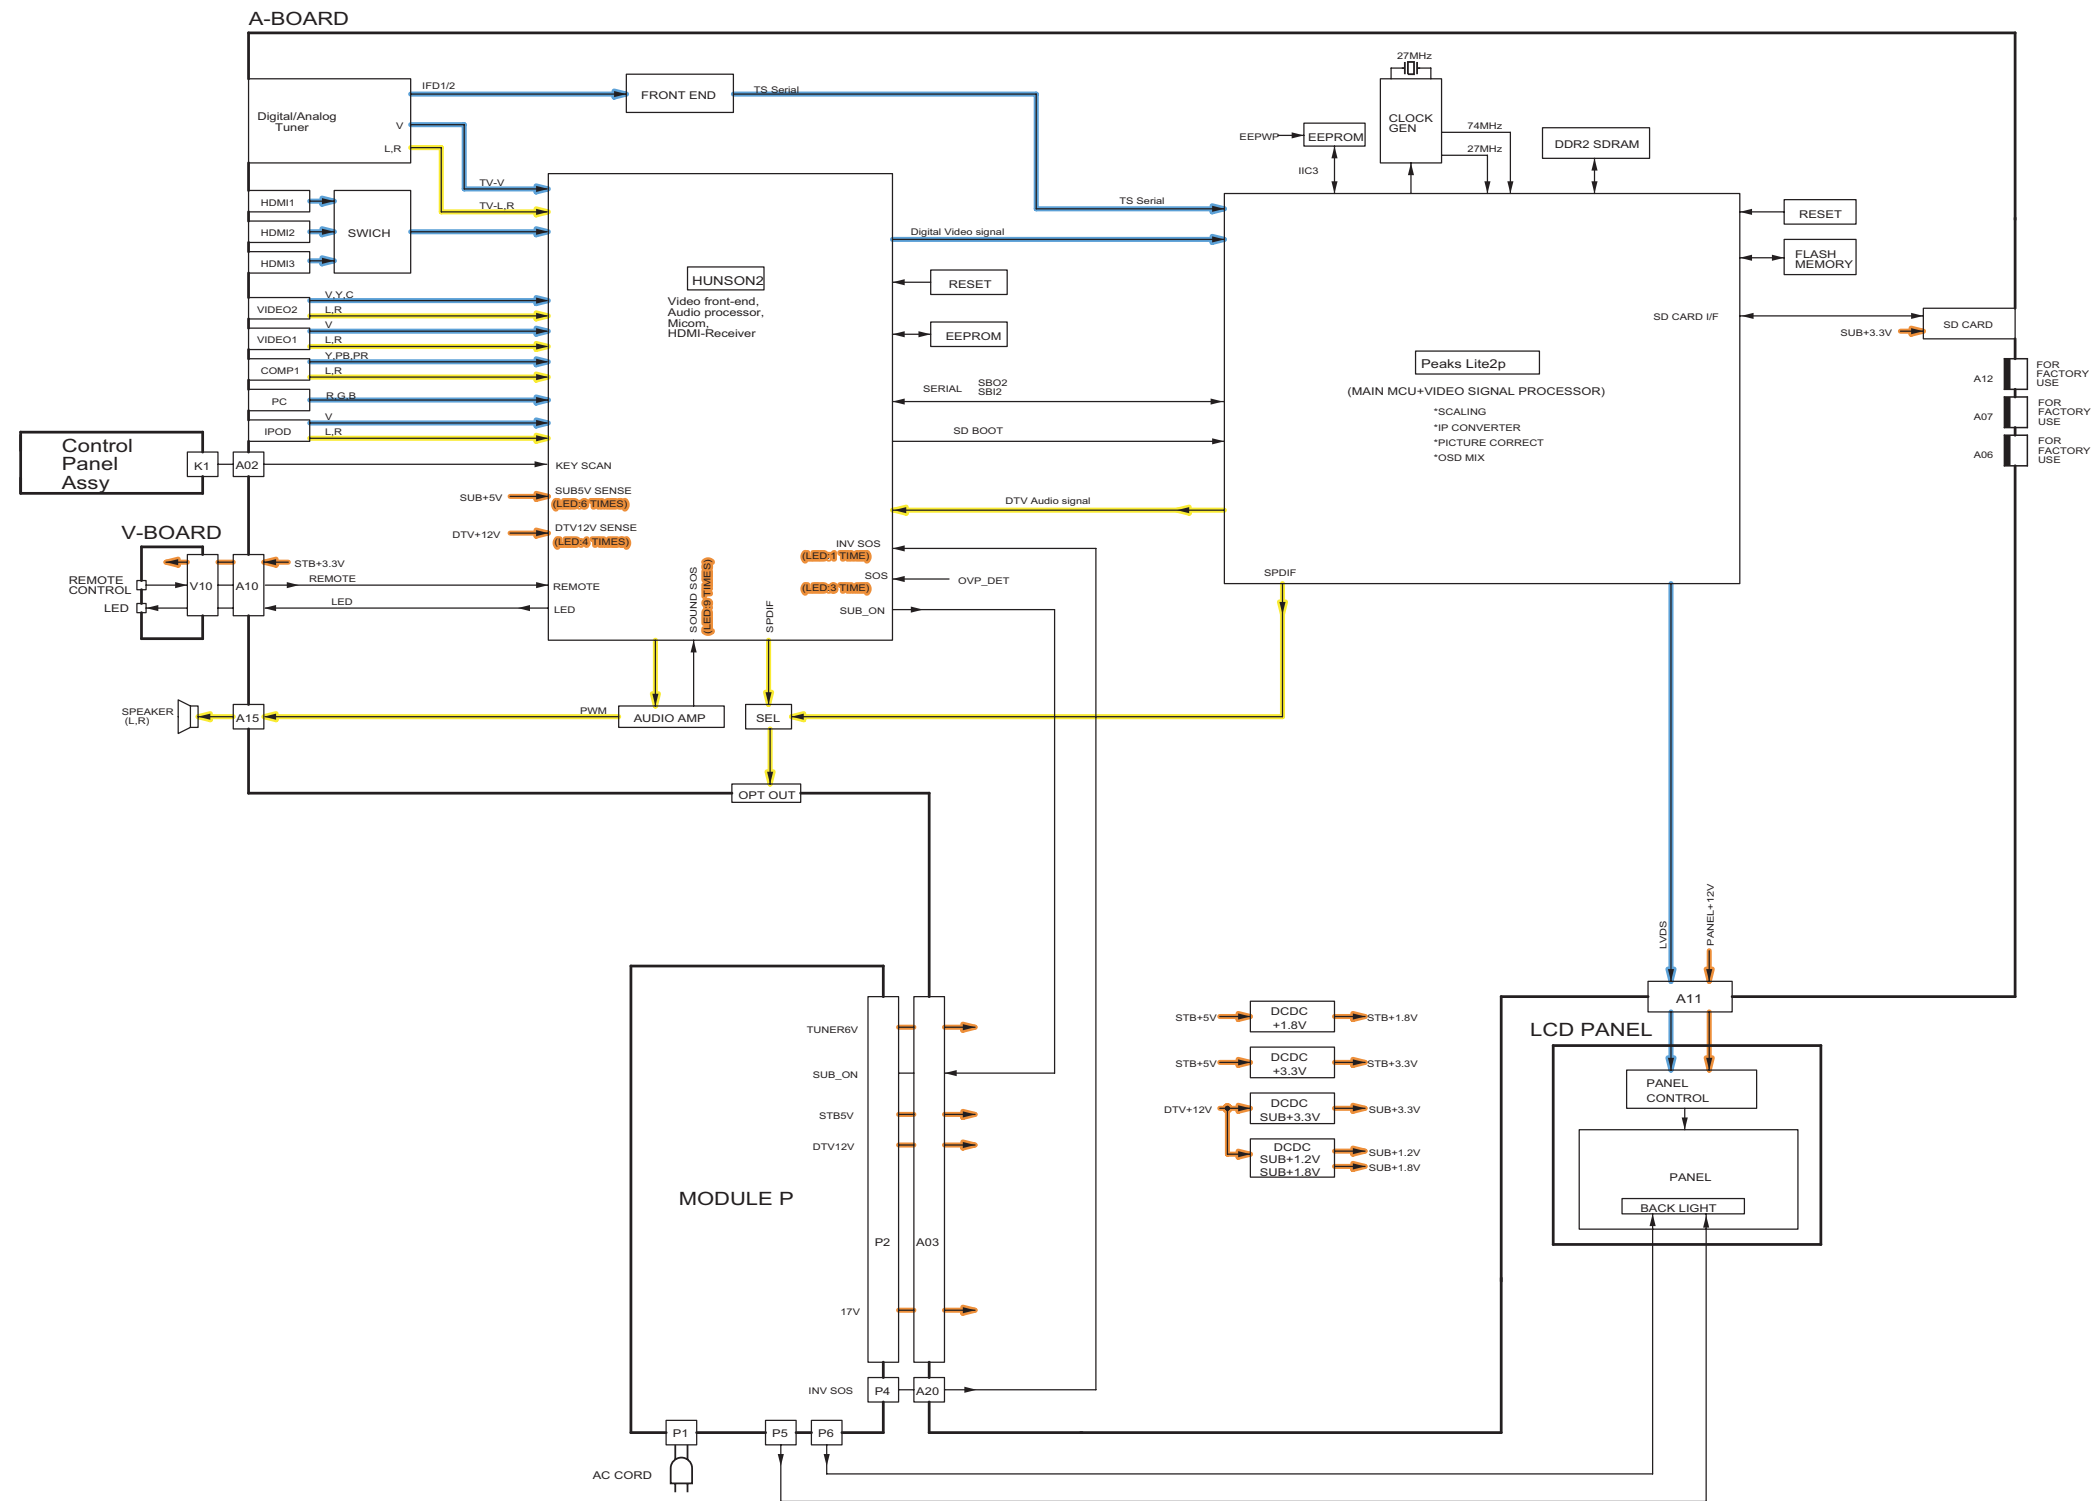 A-BOARD
27MHz
IFD1/2
FRONT END
TS Serial
Digital/Analog
Tuner
V
L,R
CLOCK
GEN
74MHz
27MHz
EEPWP
EEPROM
IIC3
DDR2 SDRAM
TV-V
TV-L,R
TS Serial
HDMI1
HDMI2
HDMI3
SWICH
Digital Video signal
RESET
FLASH
MEMORY
HUNSON2
Video front-end,
Audio processor,
Micom,
HDMI-Receiver
RESET
EEPROM
VIDEO2
V,Y,C
L,R
VIDEO1
V
L,R
COMP1
Y,PB,PR
L,R
PC
R,G,B
IPOD
V
L,R
SD CARD I/F
SD CARD
SUB+3.3V
Peaks Lite2p
(MAIN MCU+VIDEO SIGNAL PROCESSOR)
*SCALING
*IP CONVERTER
*PICTURE CORRECT
*OSD MIX
A12
FOR
FACTORY
USE
A07
FOR
FACTORY
USE
A06
FOR
FACTORY
USE
SERIAL
SBO2
SBI2
SD BOOT
Control
Panel
Assy
K1
A02
KEY SCAN
SUB+5V
SUB5V SENSE
(LED:6 TIMES)
DTV+12V
DTV12V SENSE
(LED:4 TIMES)
DTV Audio signal
V-BOARD
STB+3.3V
REMOTE
CONTROL
V10
A10
REMOTE
REMOTE
LED
LED
LED
INV SOS
(LED:1 TIME)
SOS
(LED:3 TIME)
OVP_DET
SUB_ON
SOUND SOS
(LED:9 TIMES)
SPDIF
SPDIF
SPEAKER
(L,R)
A15
PWM
AUDIO AMP
SEL
OPT OUT
LVDS
PANEL+12V
A11
MODULE P
TUNER6V
SUB_ON
STB5V
DTV12V
P2
A03
17V
INV SOS
P4
A20
P1
P5
P6
AC CORD
STB+5V
DCDC
+1.8V
STB+1.8V
STB+5V
DCDC
+3.3V
STB+3.3V
DTV+12V
DCDC
SUB+3.3V
SUB+3.3V
DCDC
SUB+1.2V
SUB+1.8V
SUB+1.2V
SUB+1.8V
LCD PANEL
PANEL
CONTROL
PANEL
BACK LIGHT